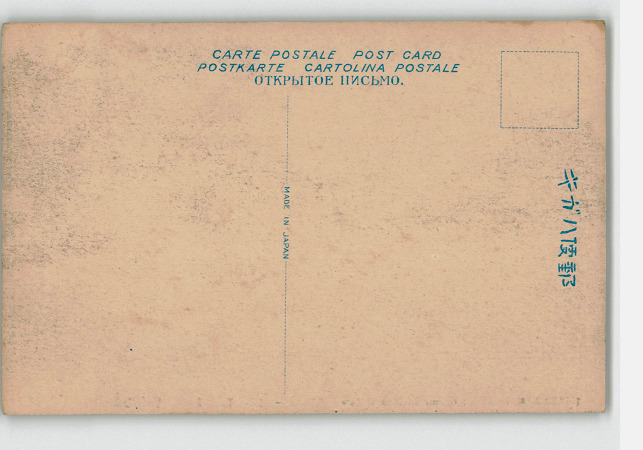 CARTE POSTALE POST CARD
POSTKARTE CARTOLINA POSTALE
ОТКРЫТОЕ ПИСЬМО.
MADE IN JAPAN
キガハ便郵